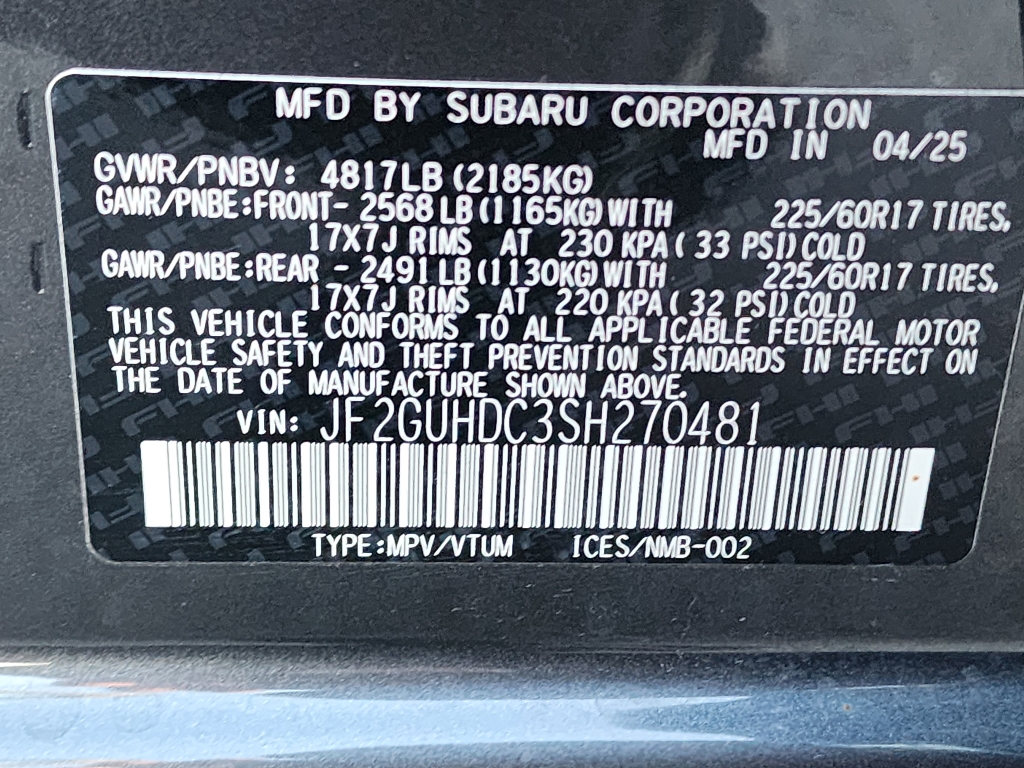 MFD BY SUBARU CORPORATION
MFD IN 04/25
GVWR/PNBV: 4817LB (2185KG)
GAWR/PNBE:FRONT- 2568 LB (1165KG) WITH 225/60R17 TIRES,
17X7J RIMS AT 230 KPA ( 33 PSI) COLD
GAWR/PNBE:REAR - 2491 LB (1130KG) WITH 225/60R17 TIRES,
17X7J RIMS AT 220 KPA ( 32 PSI) COLD
THIS VEHICLE CONFORMS TO ALL APPLICABLE FEDERAL MOTOR
VEHICLE SAFETY AND THEFT PREVENTION STANDARDS IN EFFECT ON
THE DATE OF MANUFACTURE SHOWN ABOVE.
VIN: JF2GUHDC3SH270481
TYPE:MPV/VTUM ICES/NMB-002